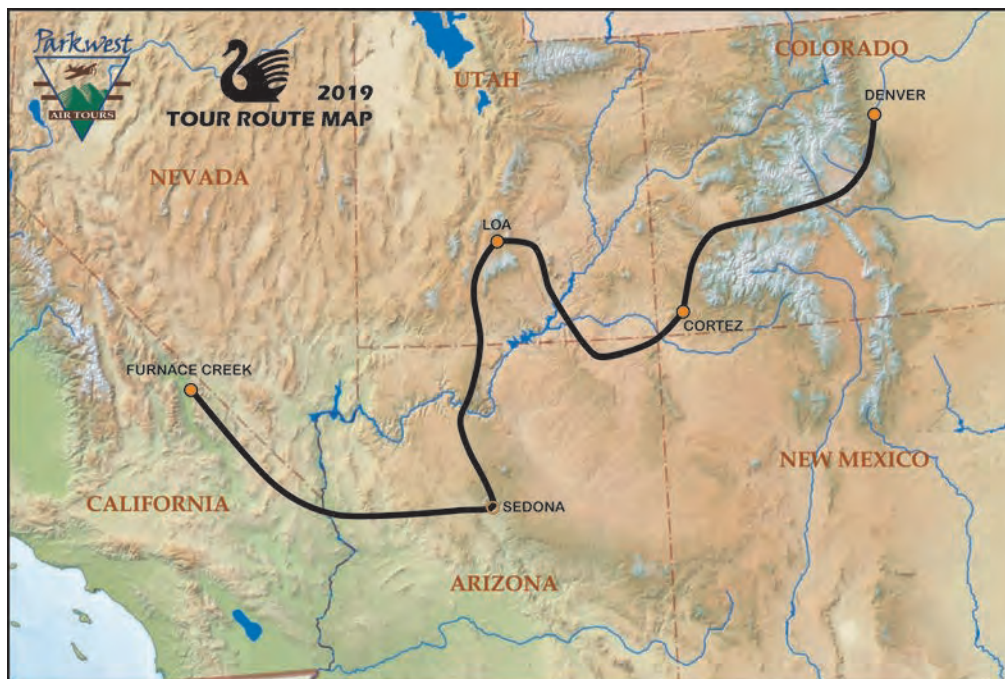 Parkwest
AIR TOURS
2019
TOUR ROUTE MAP
COLORADO
UTAH
DENVER
NEVADA
LOA
CORTEZ
FURNACE CREEK
NEW MEXICO
CALIFORNIA
SEDONA
ARIZONA